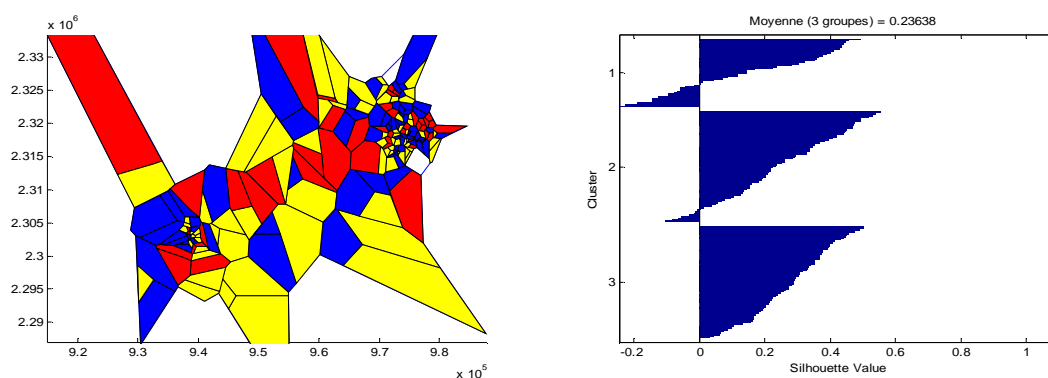 x 10^6
2.33
2.325
2.32
2.315
2.31
2.305
2.3
2.295
2.29
9.2 9.3 9.4 9.5 9.6 9.7 9.8
x 10^5
Moyenne (3 groupes) = 0.23638
1
2
3
Cluster
-0.2 0 0.2 0.4 0.6 0.8 1
Silhouette Value